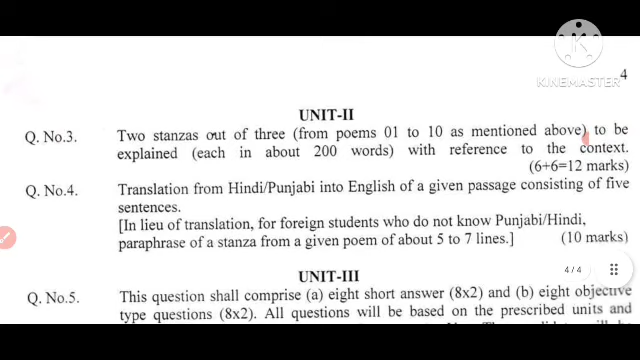 KINEMASTER
4
UNIT-II
Q. No.3. Two stanzas out of three (from poems 01 to 10 as mentioned above) to be
explained (each in about 200 words) with reference to the context.
(6+6=12 marks)
Q. No.4. Translation from Hindi/Punjabi into English of a given passage consisting of five
sentences.
[In lieu of translation, for foreign students who do not know Punjabi/Hindi,
paraphrase of a stanza from a given poem of about 5 to 7 lines.] (10 marks)
4/4
UNIT-III
Q. No.5. This question shall comprise (a) eight short answer (8x2) and (b) eight objective
type questions (8x2). All questions will be based on the prescribed units and